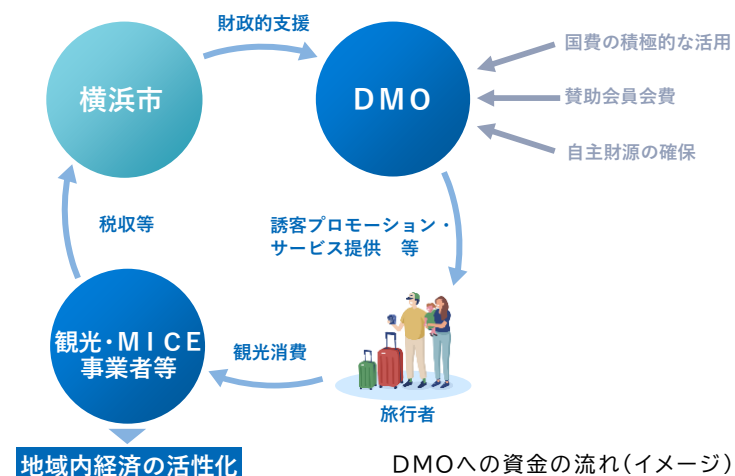 財政的支援
横浜市
DMO
国費の積極的な活用
賛助会員会費
自主財源の確保
税収等
誘客プロモーション・
サービス提供　等
観光・ＭＩＣＥ
事業者等
観光消費
旅行者
地域内経済の活性化
DMOへの資金の流れ(イメージ)